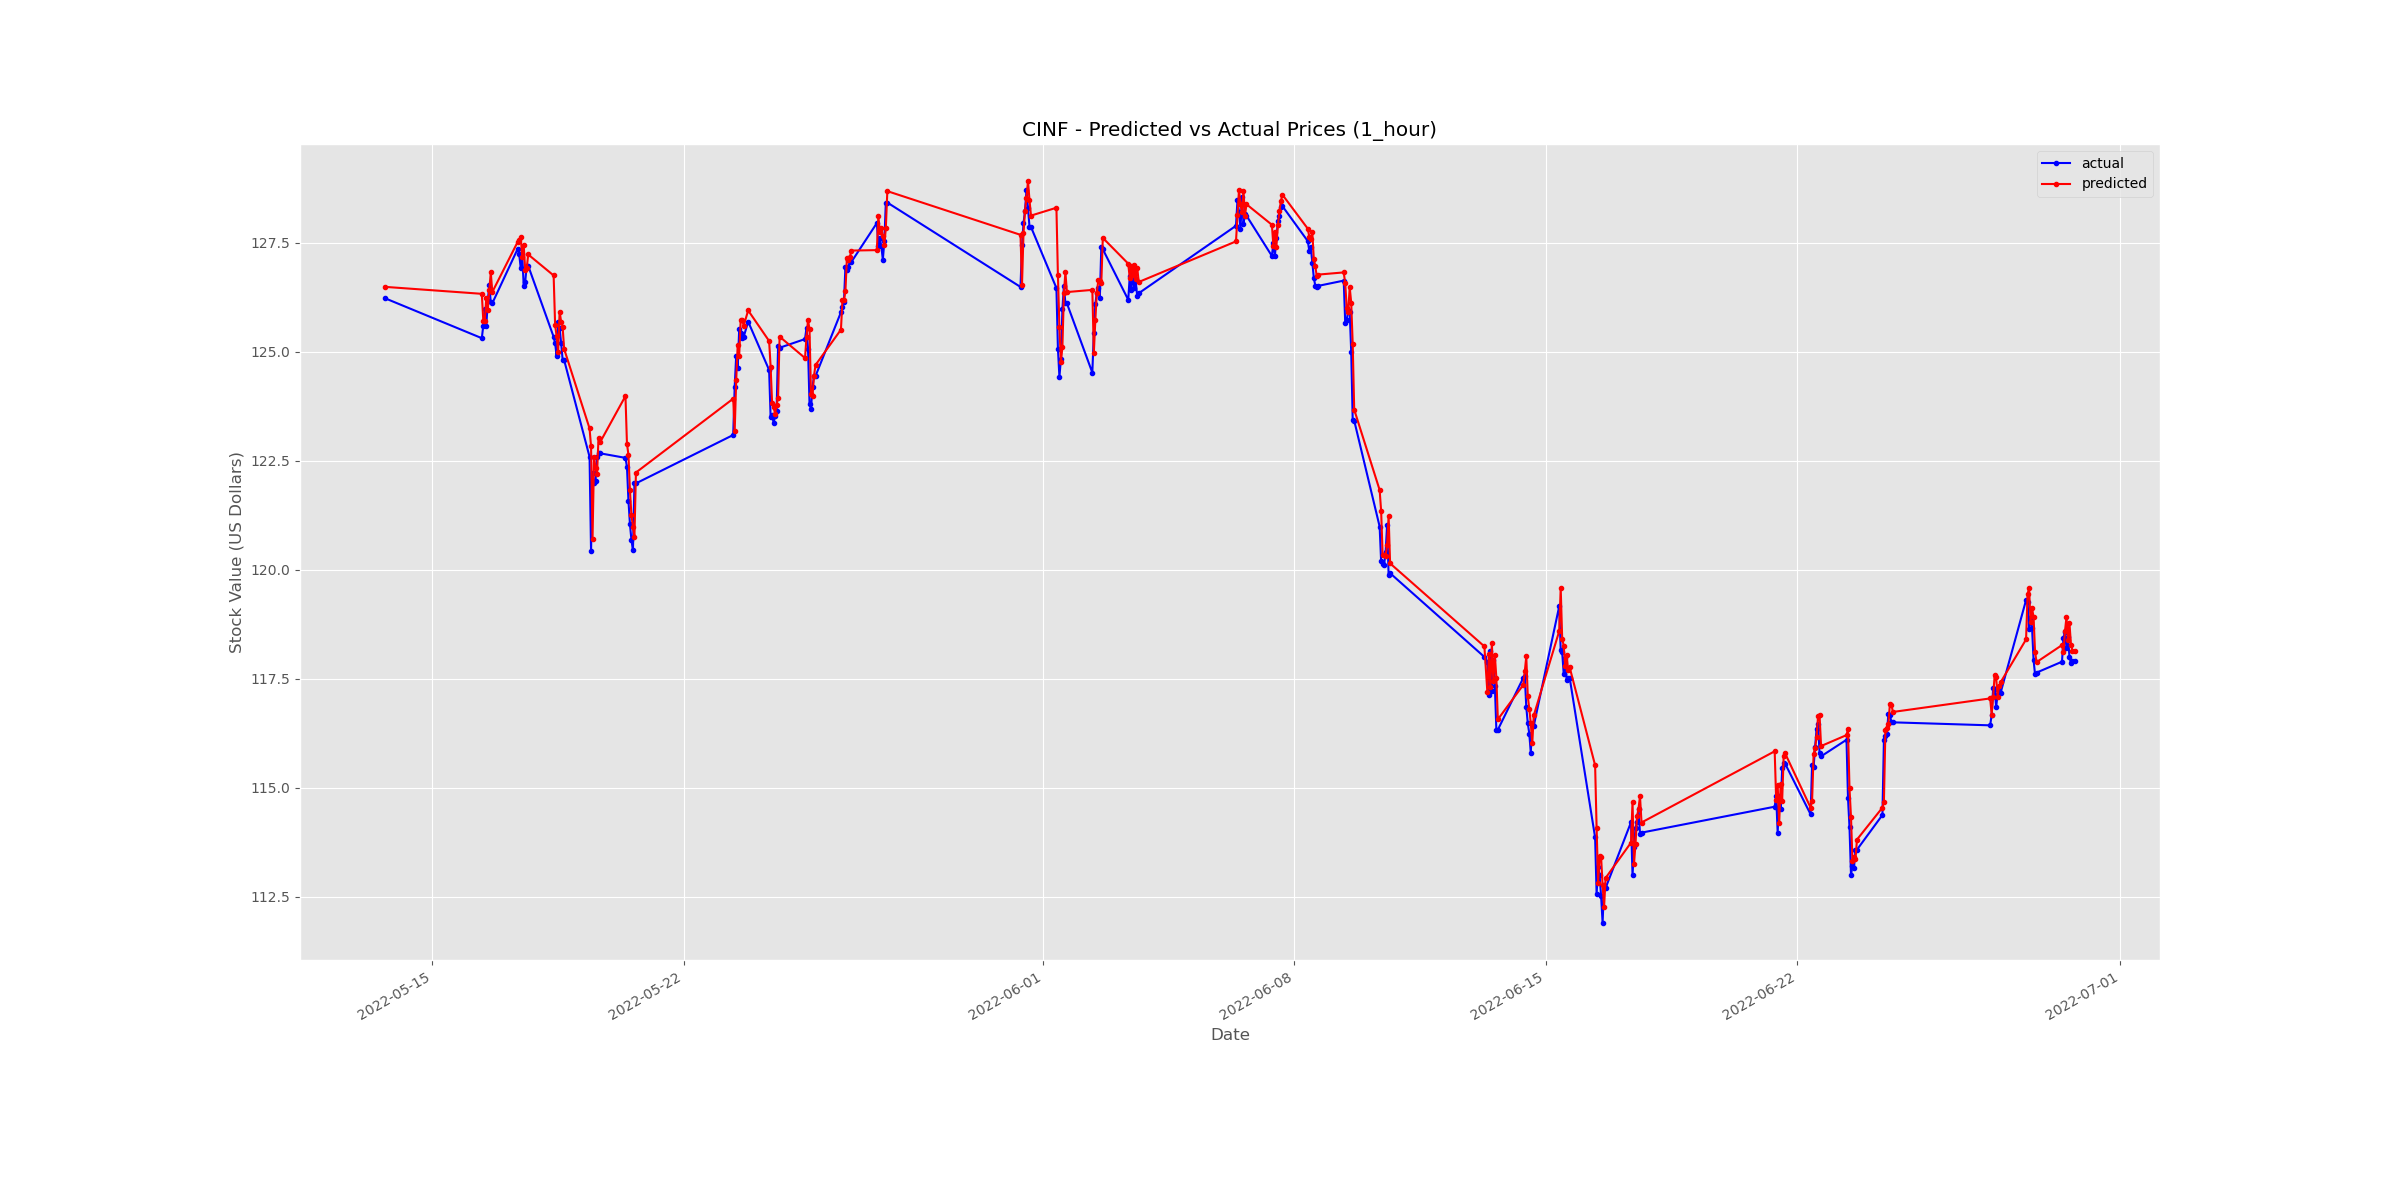 CINF - Predicted vs Actual Prices (1_hour)
actual
predicted
127.5
125.0
122.5
120.0
117.5
115.0
112.5
Stock Value (US Dollars)
2022-05-15
2022-05-22
2022-06-01
2022-06-08
2022-06-15
2022-06-22
2022-07-01
Date